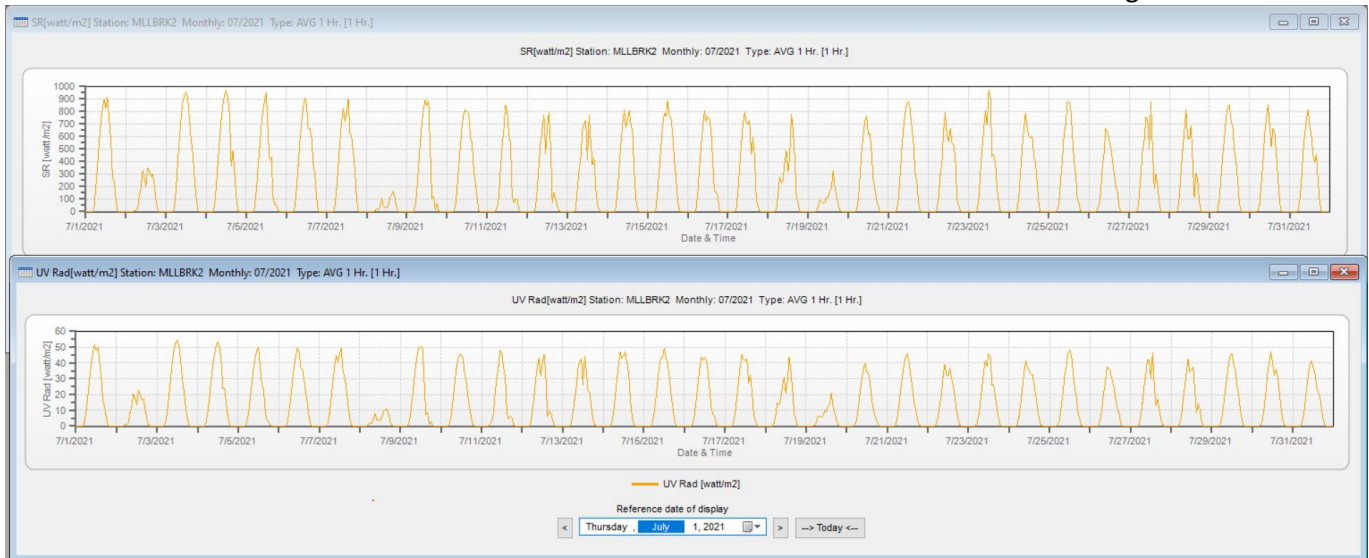 SR[watt/m2] Station: MLLBRK2 Monthly: 07/2021 Type: AVG 1 Hr. [1 Hr.]
SR[watt/m2] Station: MLLBRK2 Monthly: 07/2021 Type: AVG 1 Hr. [1 Hr.]
SR [watt/m2]
1000
900
800
700
600
500
400
300
200
100
0
7/1/2021 7/3/2021 7/5/2021 7/7/2021 7/9/2021 7/11/2021 7/13/2021 7/15/2021 7/17/2021 7/19/2021 7/21/2021 7/23/2021 7/25/2021 7/27/2021 7/29/2021 7/31/2021
Date & Time
UV Rad[watt/m2] Station: MLLBRK2 Monthly: 07/2021 Type: AVG 1 Hr. [1 Hr.]
UV Rad[watt/m2] Station: MLLBRK2 Monthly: 07/2021 Type: AVG 1 Hr. [1 Hr.]
UV Rad [watt/m2]
60
50
40
30
20
10
0
7/1/2021 7/3/2021 7/5/2021 7/7/2021 7/9/2021 7/11/2021 7/13/2021 7/15/2021 7/17/2021 7/19/2021 7/21/2021 7/23/2021 7/25/2021 7/27/2021 7/29/2021 7/31/2021
Date & Time
UV Rad [watt/m2]
Reference date of display
< Thursday , July 1, 2021 > --> Today <--